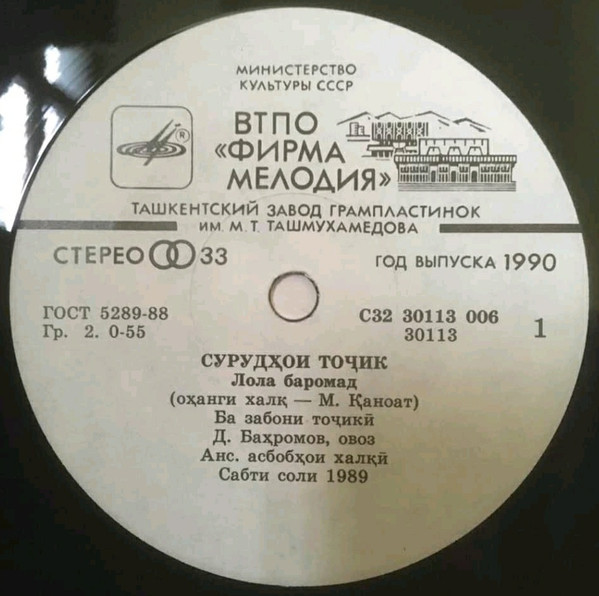 МИНИСТЕРСТВО
КУЛЬТУРЫ СССР
ВТПО
«ФИРМА
МЕЛОДИЯ»
®
ТАШКЕНТСКИЙ ЗАВОД ГРАМПЛАСТИНОК
ИМ. М. Т. ТАШМУХАМЕДОВА
СТЕРЕО 33
ГОД ВЫПУСКА 1990
ГОСТ 5289-88
Гр. 2. 0-55
С32 30113 006
30113
1
СУРУДҲОИ ТОҶИК
Лола баромад
(оҳанги халқ — М. Қаноат)
Ба забони тоҷикӣ
Д. Баҳромов, овоз
Анс. асбобҳои халқӣ
Сабти соли 1989